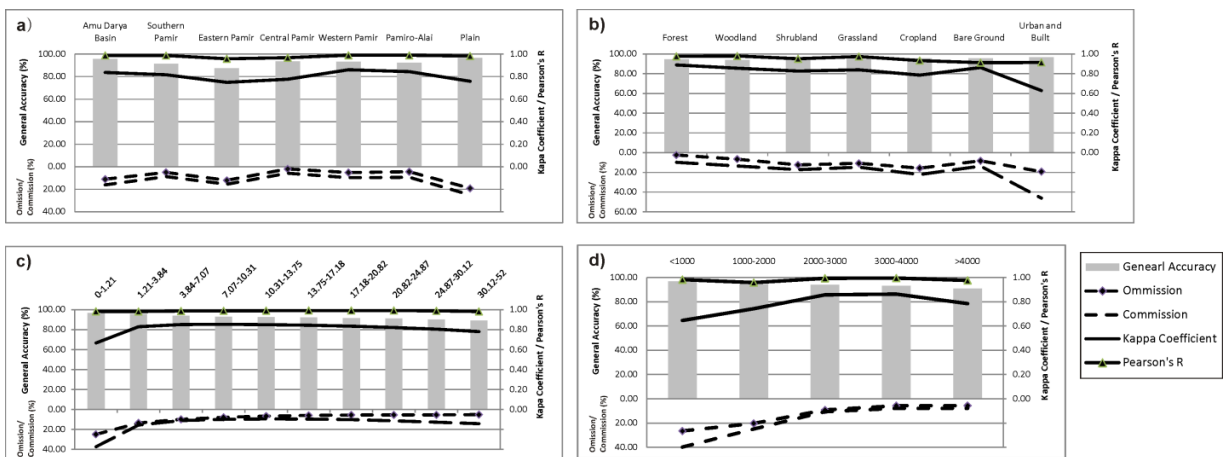 a)
Amu Darya Basin
Southern Pamir
Eastern Pamir
Central Pamir
Western Pamir
Pamiro-Alai
Plain
General Accuracy (%)
100.00
80.00
60.00
40.00
20.00
0.00
20.00
40.00
Omission/ Commission (%)
1.00
0.80
0.60
0.40
0.20
0.00
Kapa Coefficient / Pearson's R
b)
Forest
Woodland
Shrubland
Grassland
Cropland
Bare Ground
Urban and Built
General Accuracy (%)
100.00
80.00
60.00
40.00
20.00
0.00
20.00
40.00
60.00
Omission/ Commission (%)
1.00
0.80
0.60
0.40
0.20
0.00
Kappa Coefficient / Pearson's R
c)
0-1.21
1.21-3.84
3.84-7.07
7.07-10.31
10.31-13.75
13.75-17.18
17.18-20.82
20.82-24.87
24.87-30.12
30.12-52
General Accuracy (%)
100.00
80.00
60.00
40.00
20.00
0.00
20.00
40.00
Omission/ Commission (%)
1.00
0.80
0.60
0.40
0.20
0.00
Kapa Coefficient / Pearson's R
d)
<1000
1000-2000
2000-3000
3000-4000
>4000
General Accuracy (%)
100.00
80.00
60.00
40.00
20.00
0.00
20.00
40.00
Omission/ Commission (%)
1.00
0.80
0.60
0.40
0.20
0.00
Kappa Coefficient / Pearson's R
Genearl Accuracy
Ommission
Commission
Kappa Coefficient
Pearson's R